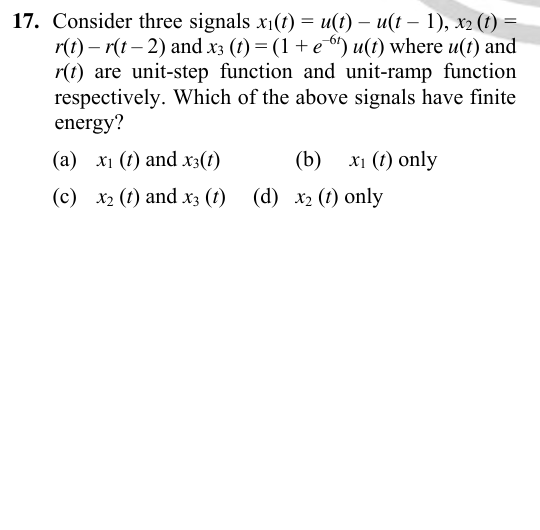 17. Consider three signals x₁(t) = u(t) – u(t – 1), x₂ (t) =
r(t) – r(t – 2) and x₃ (t) = (1 + e⁻⁶ᵗ) u(t) where u(t) and
r(t) are unit-step function and unit-ramp function
respectively. Which of the above signals have finite
energy?
(a) x₁ (t) and x₃(t) (b) x₁ (t) only
(c) x₂ (t) and x₃ (t) (d) x₂ (t) only